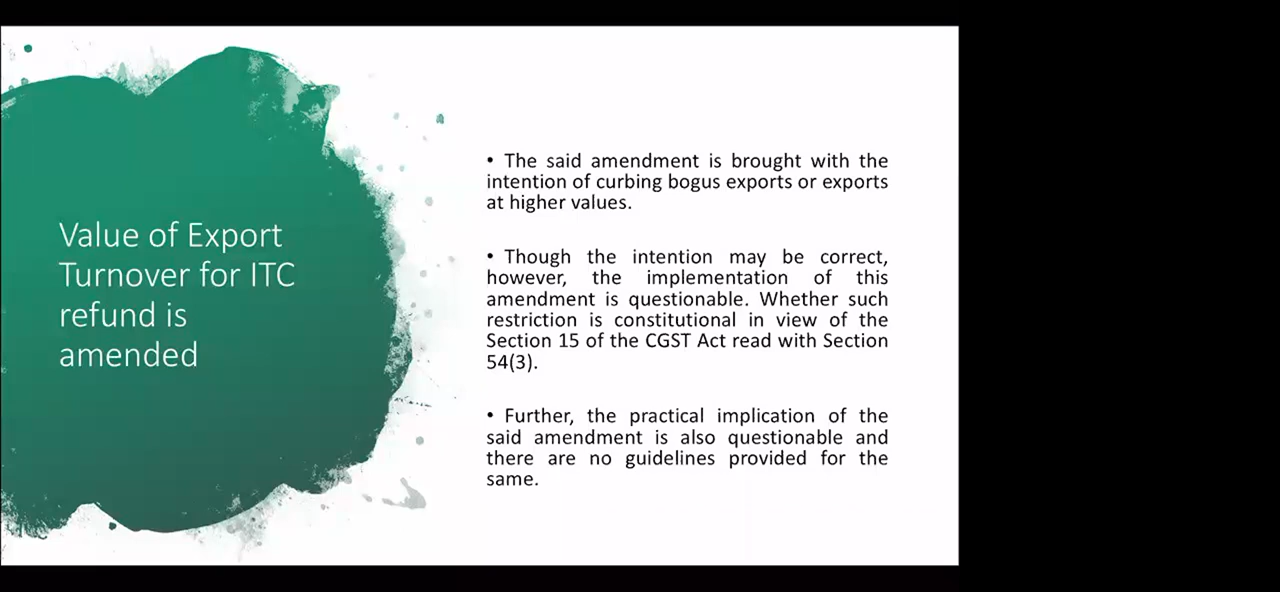 Value of Export
Turnover for ITC
refund is
amended
• The said amendment is brought with the
intention of curbing bogus exports or exports
at higher values.
• Though the intention may be correct,
however, the implementation of this
amendment is questionable. Whether such
restriction is constitutional in view of the
Section 15 of the CGST Act read with Section
54(3).
• Further, the practical implication of the
said amendment is also questionable and
there are no guidelines provided for the
same.